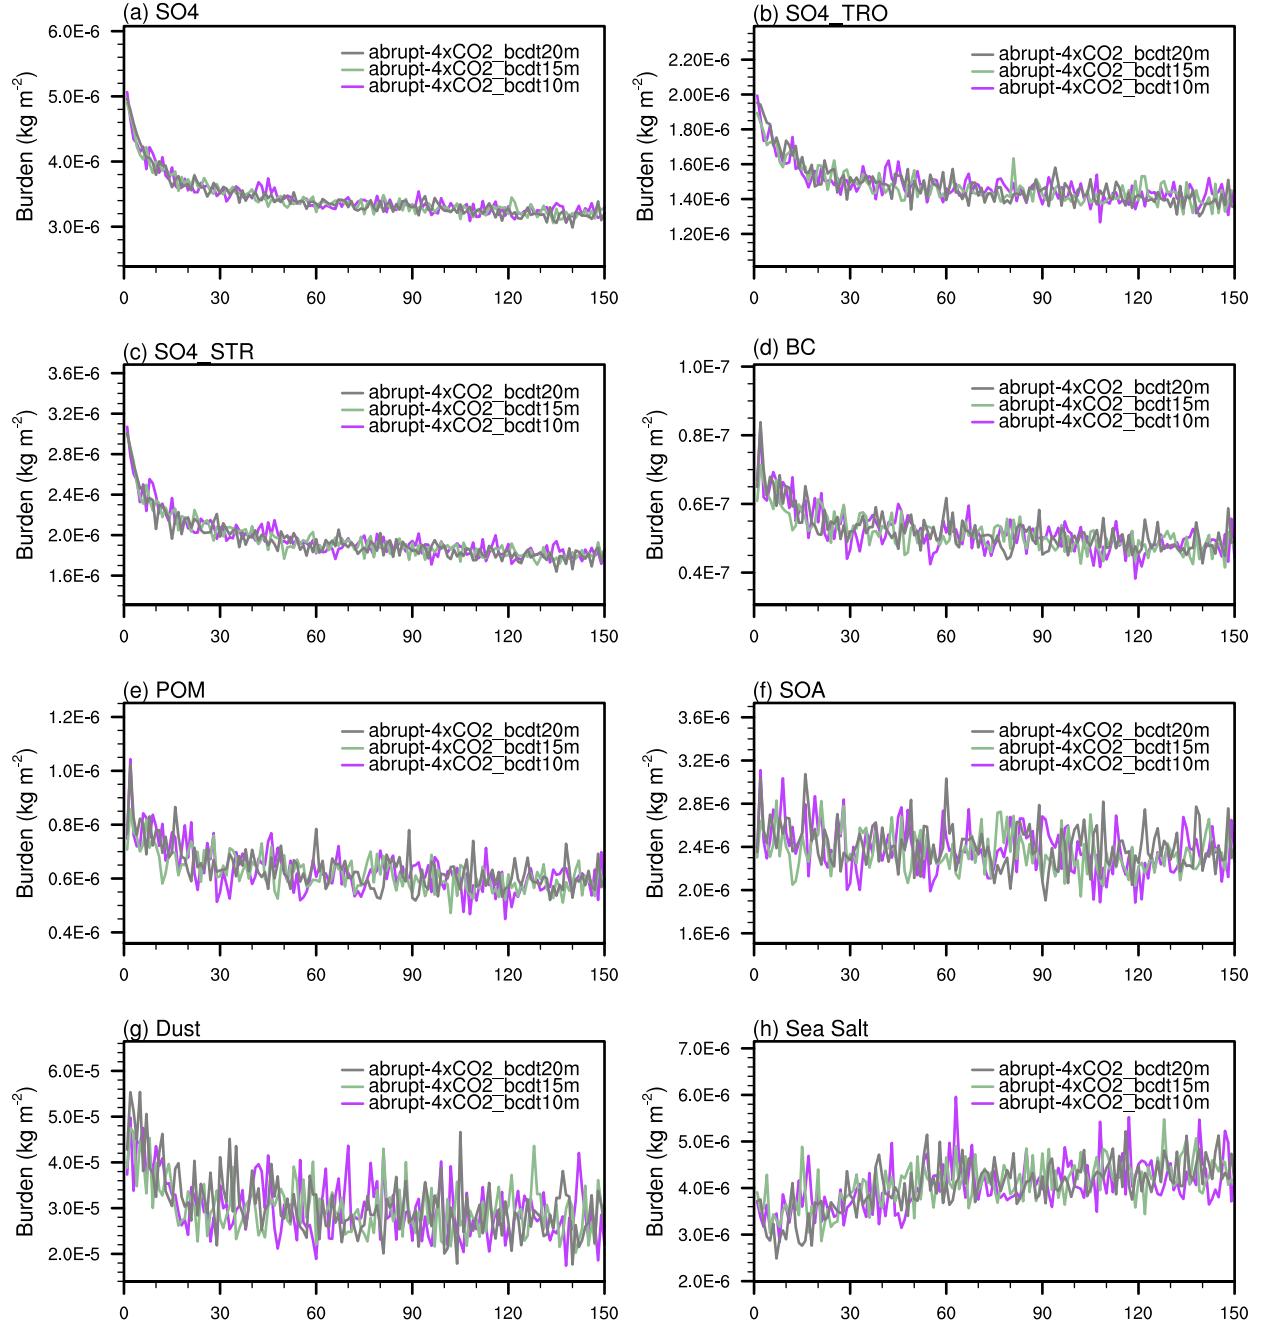 (a) SO4
6.0E-6
5.0E-6
4.0E-6
3.0E-6
Burden (kg m-2)
abrupt-4xCO2_bcdt20m
abrupt-4xCO2_bcdt15m
abrupt-4xCO2_bcdt10m
0 30 60 90 120 150
(b) SO4_TRO
2.20E-6
2.00E-6
1.80E-6
1.60E-6
1.40E-6
1.20E-6
Burden (kg m-2)
abrupt-4xCO2_bcdt20m
abrupt-4xCO2_bcdt15m
abrupt-4xCO2_bcdt10m
0 30 60 90 120 150
(c) SO4_STR
3.6E-6
3.2E-6
2.8E-6
2.4E-6
2.0E-6
1.6E-6
Burden (kg m-2)
abrupt-4xCO2_bcdt20m
abrupt-4xCO2_bcdt15m
abrupt-4xCO2_bcdt10m
0 30 60 90 120 150
(d) BC
1.0E-7
0.8E-7
0.6E-7
0.4E-7
Burden (kg m-2)
abrupt-4xCO2_bcdt20m
abrupt-4xCO2_bcdt15m
abrupt-4xCO2_bcdt10m
0 30 60 90 120 150
(e) POM
1.2E-6
1.0E-6
0.8E-6
0.6E-6
0.4E-6
Burden (kg m-2)
abrupt-4xCO2_bcdt20m
abrupt-4xCO2_bcdt15m
abrupt-4xCO2_bcdt10m
0 30 60 90 120 150
(f) SOA
3.6E-6
3.2E-6
2.8E-6
2.4E-6
2.0E-6
1.6E-6
Burden (kg m-2)
abrupt-4xCO2_bcdt20m
abrupt-4xCO2_bcdt15m
abrupt-4xCO2_bcdt10m
0 30 60 90 120 150
(g) Dust
6.0E-5
5.0E-5
4.0E-5
3.0E-5
2.0E-5
Burden (kg m-2)
abrupt-4xCO2_bcdt20m
abrupt-4xCO2_bcdt15m
abrupt-4xCO2_bcdt10m
0 30 60 90 120 150
(h) Sea Salt
7.0E-6
6.0E-6
5.0E-6
4.0E-6
3.0E-6
2.0E-6
Burden (kg m-2)
abrupt-4xCO2_bcdt20m
abrupt-4xCO2_bcdt15m
abrupt-4xCO2_bcdt10m
0 30 60 90 120 150